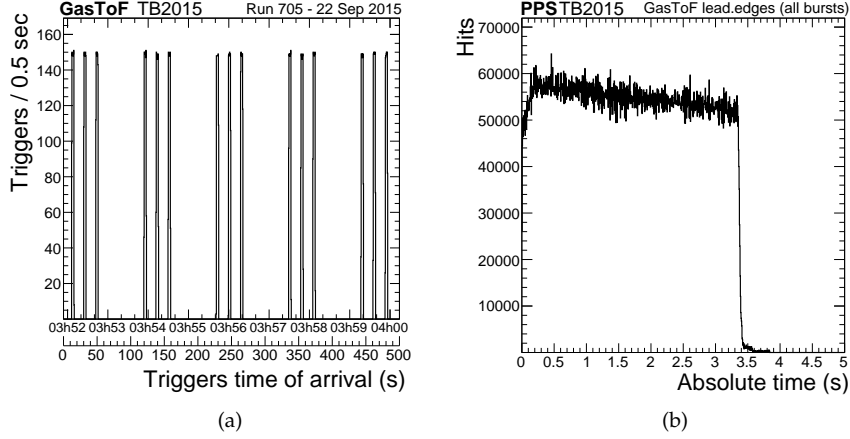 GasToF TB2015 Run 705 - 22 Sep 2015
Triggers / 0.5 sec
160
140
120
100
80
60
40
20
03h52 03h53 03h54 03h55 03h56 03h57 03h58 03h59 04h00
0 50 100 150 200 250 300 350 400 450 500
Triggers time of arrival (s)
(a)
PPS TB2015 GasToF lead.edges (all bursts)
Hits
70000
60000
50000
40000
30000
20000
10000
0 0.5 1 1.5 2 2.5 3 3.5 4 4.5 5
Absolute time (s)
(b)